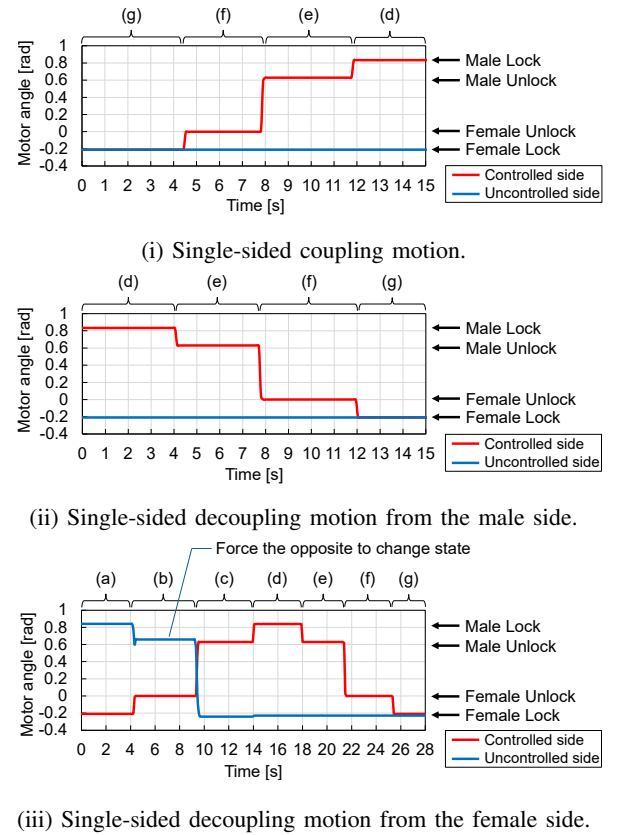 (g) (f) (e) (d)
Motor angle [rad]
1
0.8
0.6
0.4
0.2
0
-0.2
-0.4
0 1 2 3 4 5 6 7 8 9 10 11 12 13 14 15
Time [s]
Male Lock
Male Unlock
Female Unlock
Female Lock
Controlled side
Uncontrolled side
(i) Single-sided coupling motion.
(d) (e) (f) (g)
Motor angle [rad]
1
0.8
0.6
0.4
0.2
0
-0.2
-0.4
0 1 2 3 4 5 6 7 8 9 10 11 12 13 14 15
Time [s]
Male Lock
Male Unlock
Female Unlock
Female Lock
Controlled side
Uncontrolled side
(ii) Single-sided decoupling motion from the male side.
Force the opposite to change state
(a) (b) (c) (d) (e) (f) (g)
Motor angle [rad]
1
0.8
0.6
0.4
0.2
0
-0.2
-0.4
0 2 4 6 8 10 12 14 16 18 20 22 24 26 28
Time [s]
Male Lock
Male Unlock
Female Unlock
Female Lock
Controlled side
Uncontrolled side
(iii) Single-sided decoupling motion from the female side.